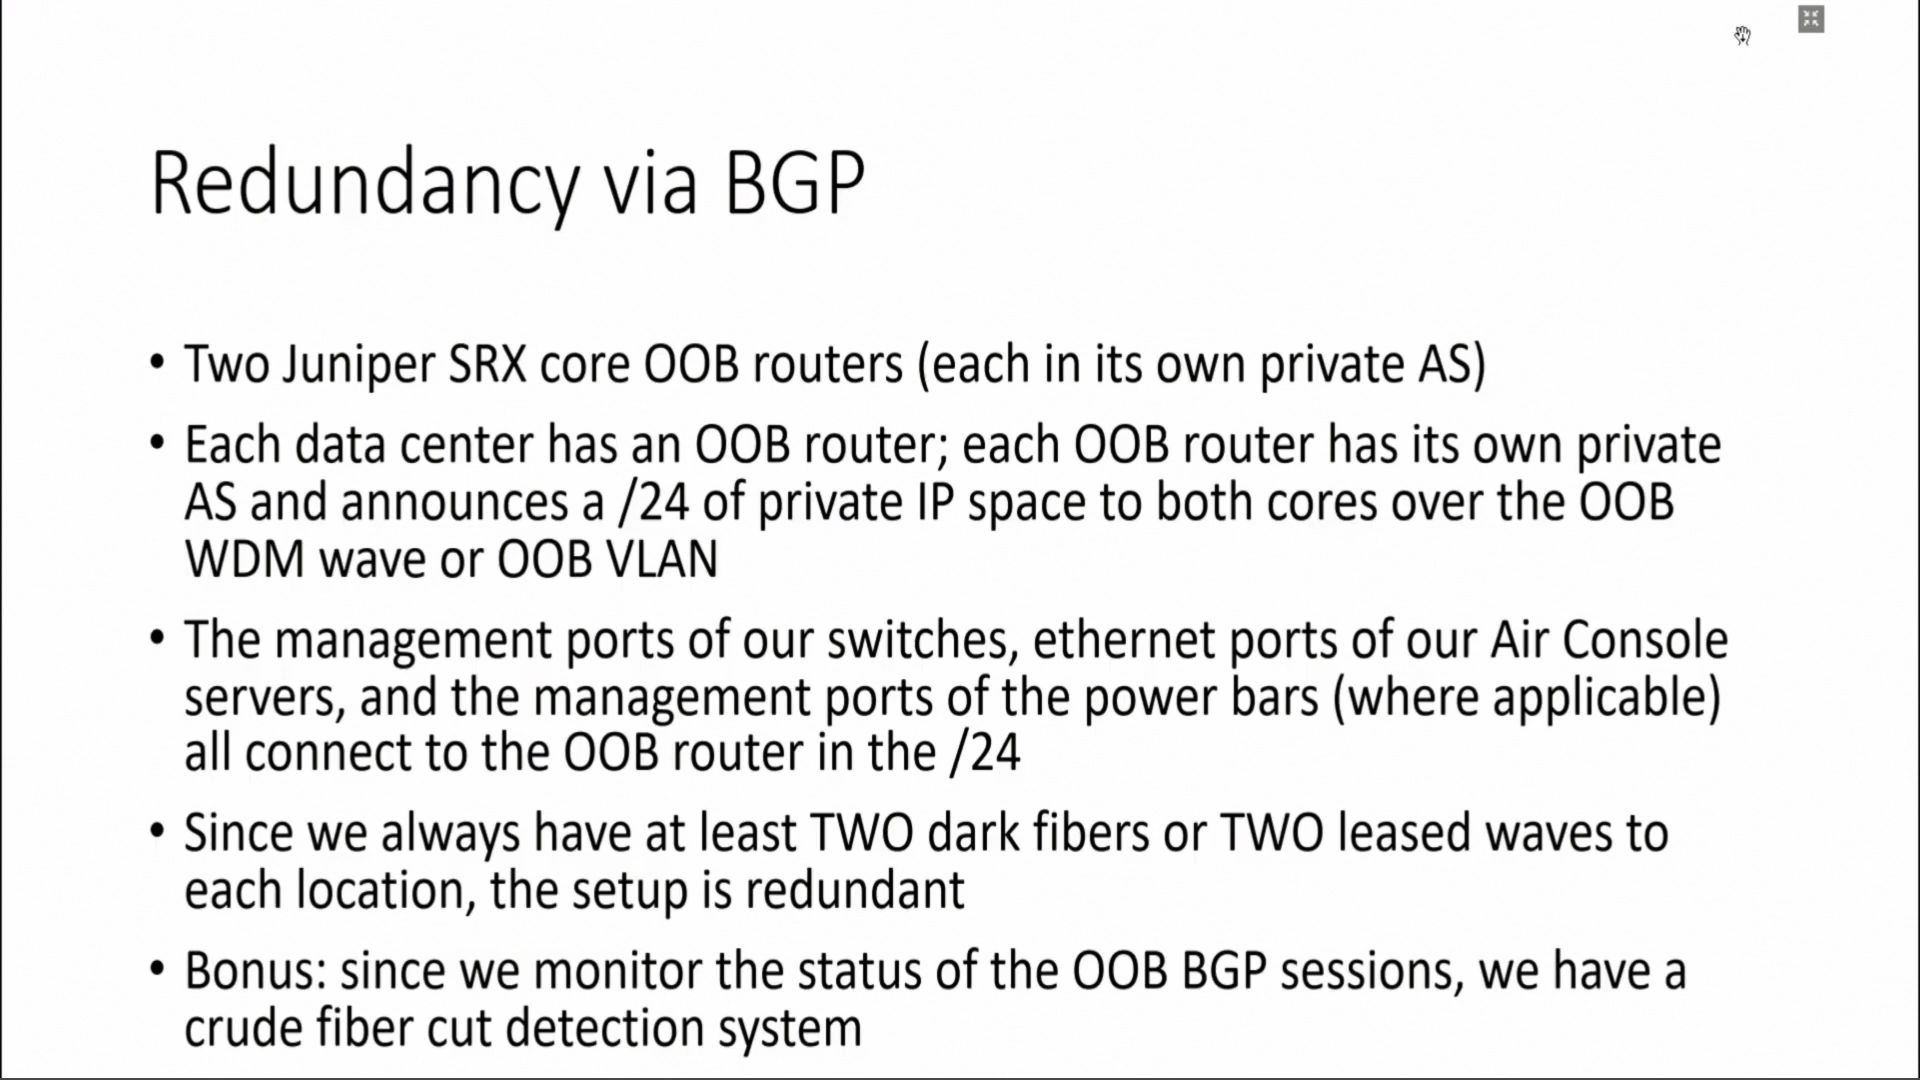 Redundancy via BGP
• Two Juniper SRX core OOB routers (each in its own private AS)
• Each data center has an OOB router; each OOB router has its own private
AS and announces a /24 of private IP space to both cores over the OOB
WDM wave or OOB VLAN
• The management ports of our switches, ethernet ports of our Air Console
servers, and the management ports of the power bars (where applicable)
all connect to the OOB router in the /24
• Since we always have at least TWO dark fibers or TWO leased waves to
each location, the setup is redundant
• Bonus: since we monitor the status of the OOB BGP sessions, we have a
crude fiber cut detection system